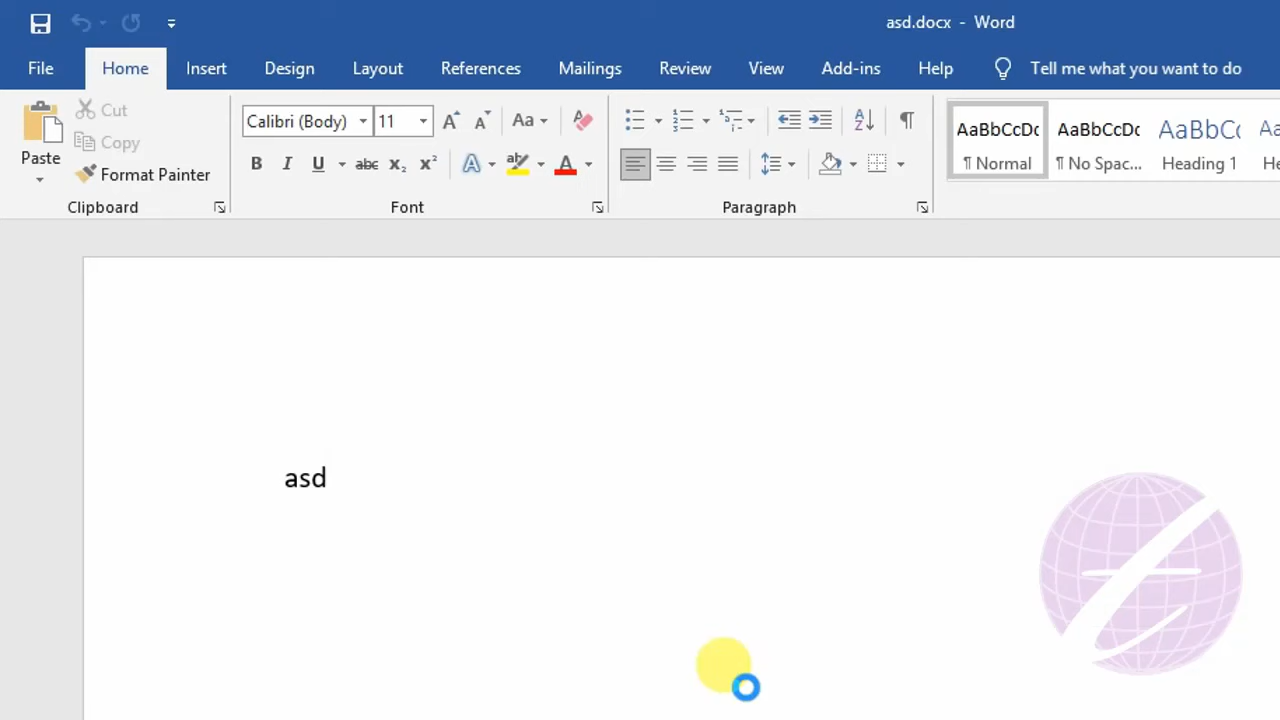 asd.docx - Word
File Home Insert Design Layout References Mailings Review View Add-ins Help Tell me what you want to do
Cut
Copy
Paste
Format Painter
Clipboard
Calibri (Body) 11 Aa
B I U abc x₂ x² A ab A
Font
Paragraph
AaBbCcDc AaBbCcDc AaBbC
¶ Normal ¶ No Spac... Heading 1
asd